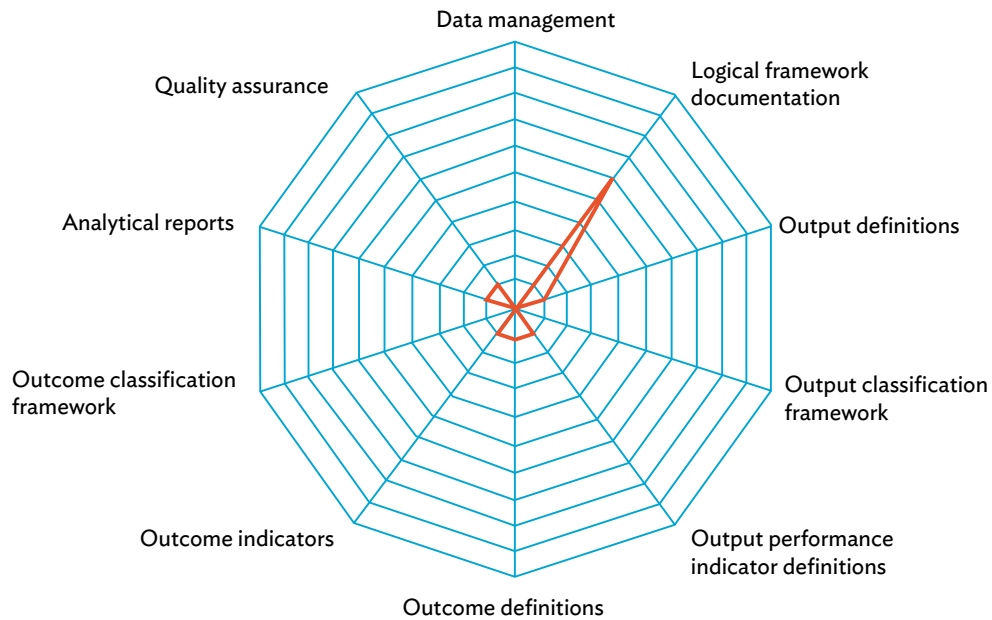 Data management
Logical framework
documentation
Output definitions
Output classification
framework
Output performance
indicator definitions
Outcome definitions
Outcome indicators
Outcome classification
framework
Analytical reports
Quality assurance